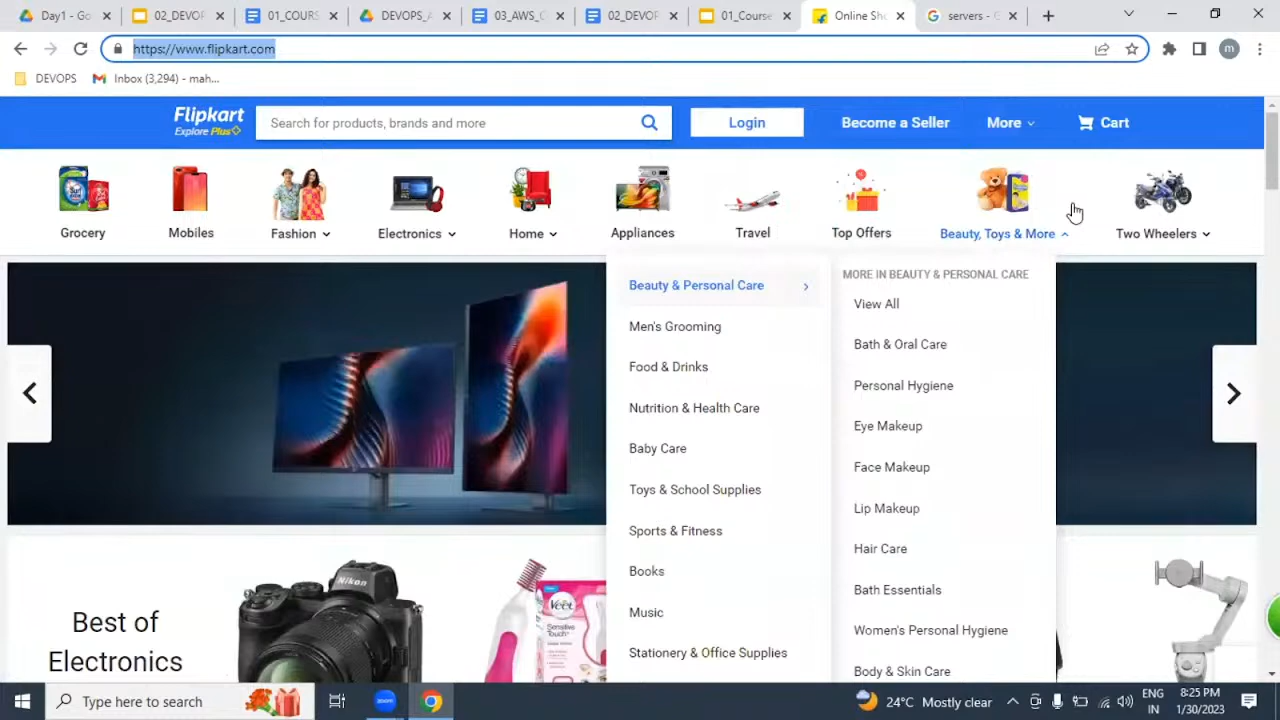 Day1 - Go
02_DEVOP
01_COURS
DEVOPS_A
03_AWS_C
02_DEVOP
01_Course
Online Sho
servers - G
https://www.flipkart.com
m
DEVOPS
Inbox (3,294) - mah...
Flipkart
Explore Plus
Search for products, brands and more
Login
Become a Seller
More
Cart
Grocery
Mobiles
Fashion
Electronics
Home
Appliances
Travel
Top Offers
Beauty, Toys & More
Two Wheelers
Beauty & Personal Care
Men's Grooming
Food & Drinks
Nutrition & Health Care
Baby Care
Toys & School Supplies
Sports & Fitness
Books
Music
Stationery & Office Supplies
MORE IN BEAUTY & PERSONAL CARE
View All
Bath & Oral Care
Personal Hygiene
Eye Makeup
Face Makeup
Lip Makeup
Hair Care
Bath Essentials
Women's Personal Hygiene
Body & Skin Care
Best of
Electronics
Nikon
Veet
Sensitive
Touch
Type here to search
zoom
24°C Mostly clear
ENG
IN
8:25 PM
1/30/2023